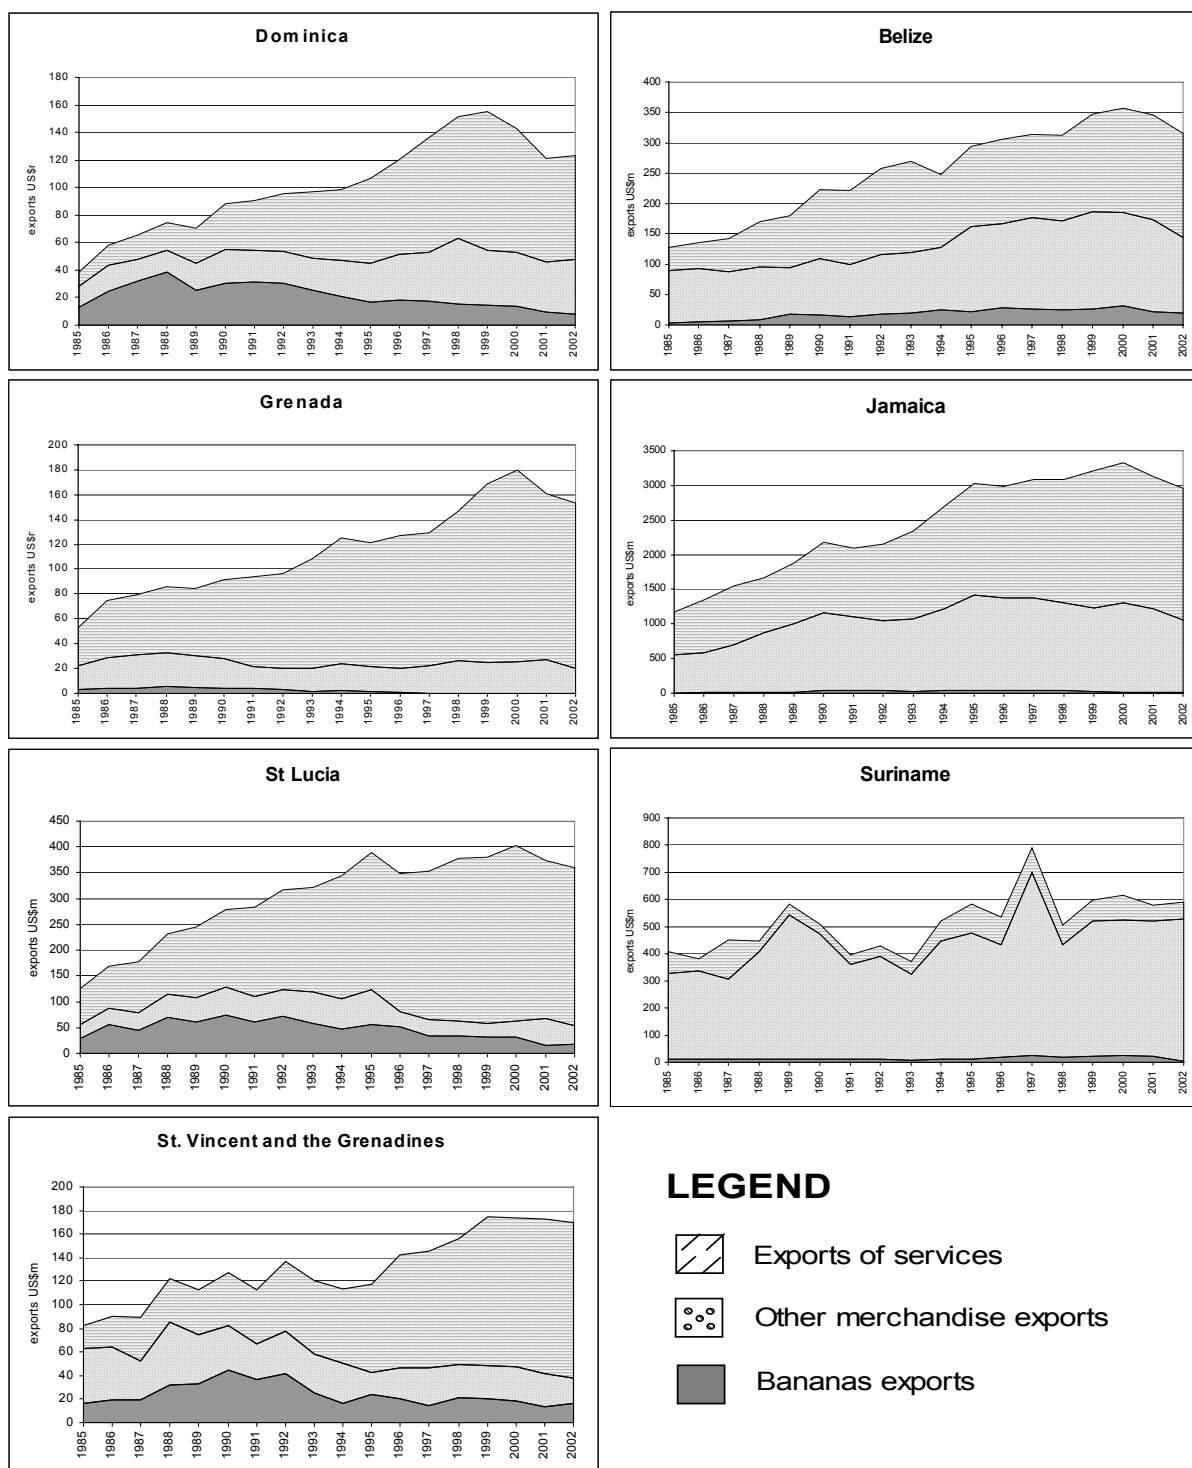 Dominica
exports US$r
180
160
140
120
100
80
60
40
20
0
1985 1986 1987 1988 1989 1990 1991 1992 1993 1994 1995 1996 1997 1998 1999 2000 2001 2002
Belize
exports US$m
400
350
300
250
200
150
100
50
0
1985 1986 1987 1988 1989 1990 1991 1992 1993 1994 1995 1996 1997 1998 1999 2000 2001 2002
Grenada
exports US$r
200
180
160
140
120
100
80
60
40
20
0
1985 1986 1987 1988 1989 1990 1991 1992 1993 1994 1995 1996 1997 1998 1999 2000 2001 2002
Jamaica
exports US$m
3500
3000
2500
2000
1500
1000
500
0
1985 1986 1987 1988 1989 1990 1991 1992 1993 1994 1995 1996 1997 1998 1999 2000 2001 2002
St Lucia
exports US$m
450
400
350
300
250
200
150
100
50
0
1985 1986 1987 1988 1989 1990 1991 1992 1993 1994 1995 1996 1997 1998 1999 2000 2001 2002
Suriname
exports US$m
900
800
700
600
500
400
300
200
100
0
1985 1986 1987 1988 1989 1990 1991 1992 1993 1994 1995 1996 1997 1998 1999 2000 2001 2002
St. Vincent and the Grenadines
exports US$m
200
180
160
140
120
100
80
60
40
20
0
1985 1986 1987 1988 1989 1990 1991 1992 1993 1994 1995 1996 1997 1998 1999 2000 2001 2002
LEGEND
Exports of services
Other merchandise exports
Bananas exports